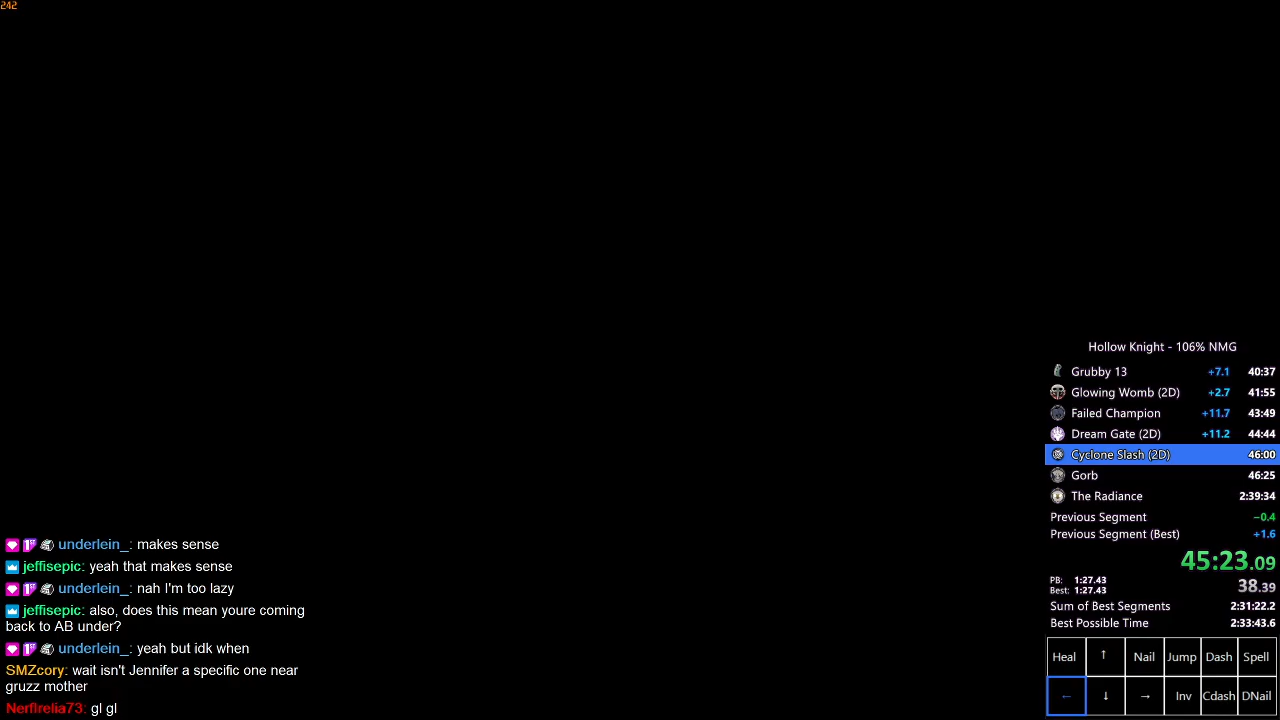 242
Hollow Knight - 106% NMG
Grubby 13 +7.1 40:37
Glowing Womb (2D) +2.7 41:55
Failed Champion +11.7 43:49
Dream Gate (2D) +11.2 44:44
Cyclone Slash (2D) 46:00
Gorb 46:25
The Radiance 2:39:34
Previous Segment −0.4
Previous Segment (Best) +1.6
45:23.09
PB: 1:27.43
Best: 1:27.43
38.39
Sum of Best Segments 2:31:22.2
Best Possible Time 2:33:43.6
Heal ↑ Nail Jump Dash Spell
← ↓ → Inv Cdash DNail
underlein_: makes sense
jeffisepic: yeah that makes sense
underlein_: nah I'm too lazy
jeffisepic: also, does this mean youre coming
back to AB under?
underlein_: yeah but idk when
SMZcory: wait isn't Jennifer a specific one near
gruzz mother
NerfIrelia73: gl gl